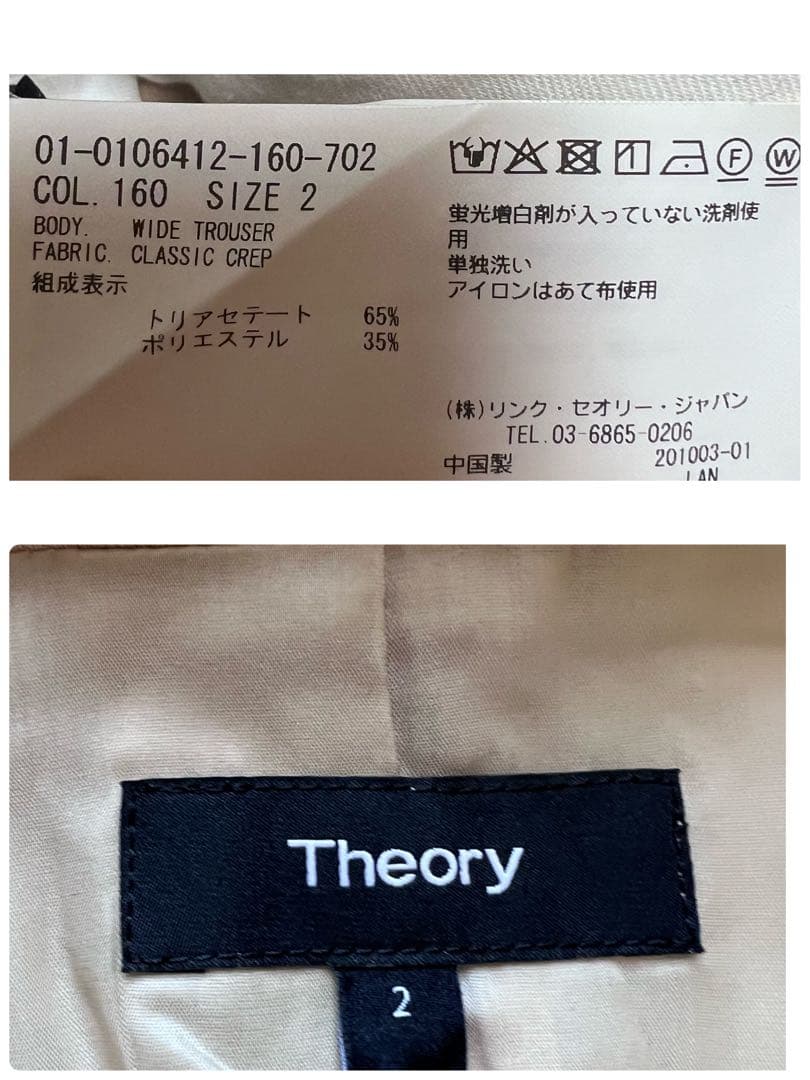 01-0106412-160-702
COL. 160 SIZE 2
BODY. WIDE TROUSER
FABRIC. CLASSIC CREP
組成表示
トリアセテート 65%
ポリエステル 35%
F W
蛍光増白剤が入っていない洗剤使
用
単独洗い
アイロンはあて布使用
(株)リンク・セオリー・ジャパン
TEL.03-6865-0206
中国製 201003-01
LAN
Theory
2